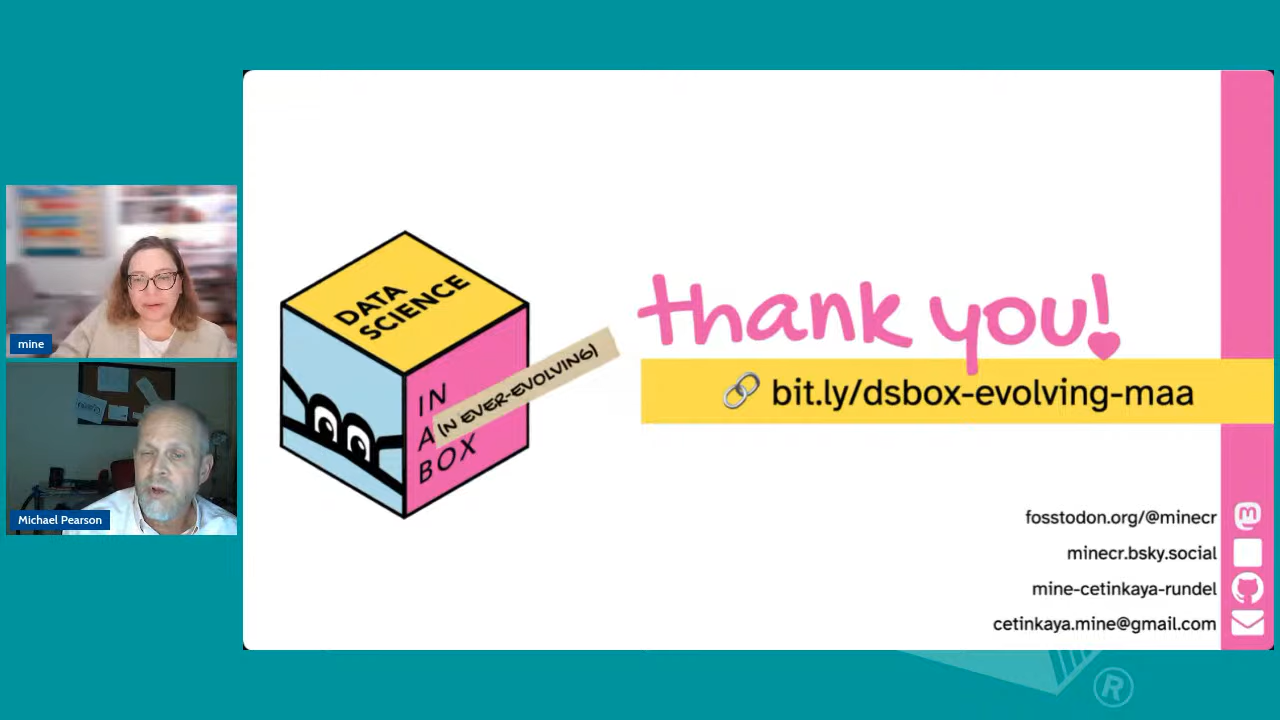 mine
Michael Pearson
DATA
SCIENCE
IN
A
BOX
(N EVER-EVOLVING)
thank you!
bit.ly/dsbox-evolving-maa
fosstodon.org/@minecr
minecr.bsky.social
mine-cetinkaya-rundel
cetinkaya.mine@gmail.com
®